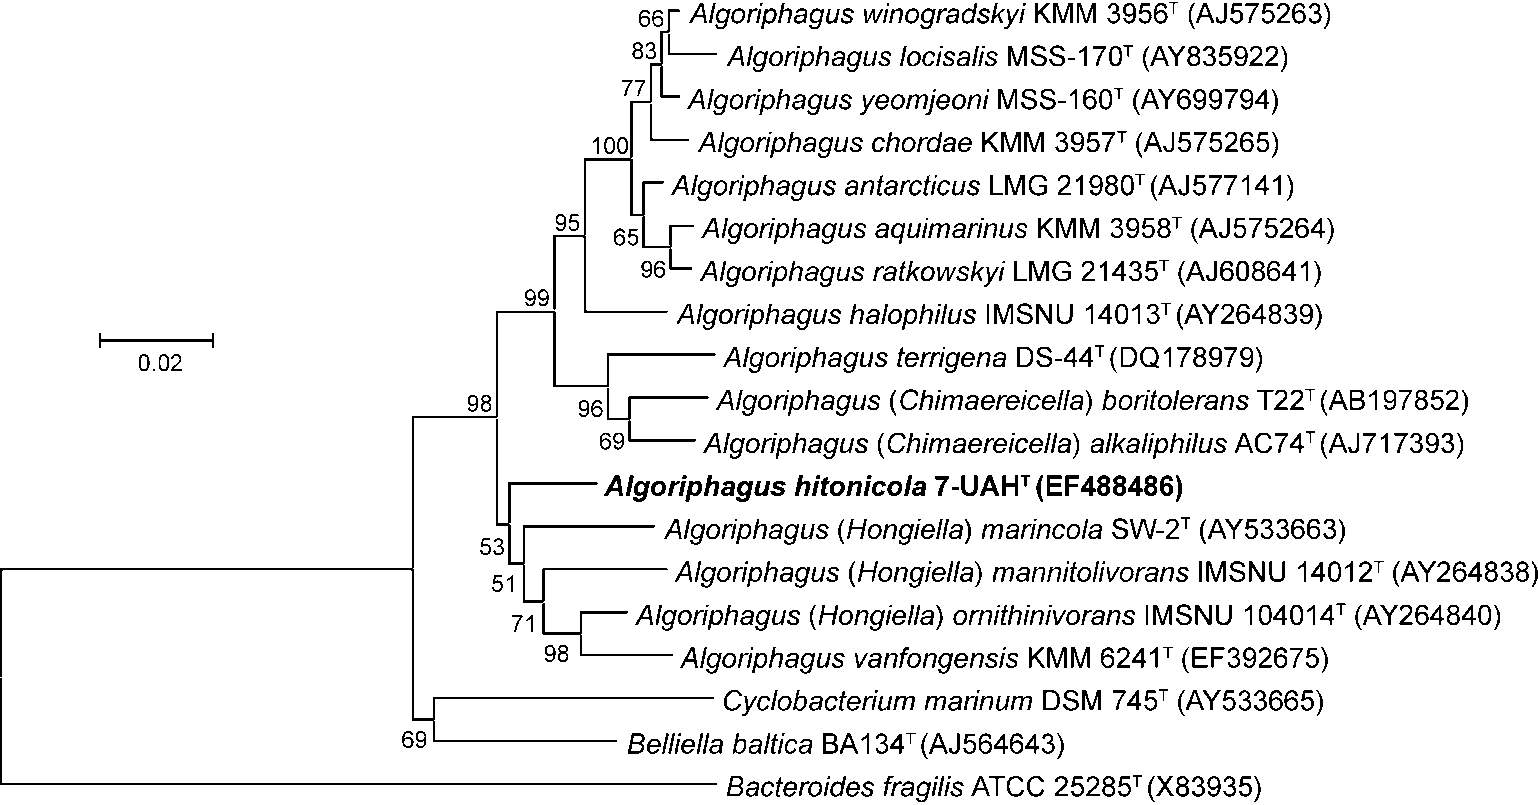 66 Algoriphagus winogradskyi KMM 3956ᵀ (AJ575263)
83 Algoriphagus locisalis MSS-170ᵀ (AY835922)
77 Algoriphagus yeomjeoni MSS-160ᵀ (AY699794)
100 Algoriphagus chordae KMM 3957ᵀ (AJ575265)
Algoriphagus antarcticus LMG 21980ᵀ (AJ577141)
95 65 Algoriphagus aquimarinus KMM 3958ᵀ (AJ575264)
96 Algoriphagus ratkowskyi LMG 21435ᵀ (AJ608641)
99 Algoriphagus halophilus IMSNU 14013ᵀ (AY264839)
0.02 Algoriphagus terrigena DS-44ᵀ (DQ178979)
98 96 Algoriphagus (Chimaereicella) boritolerans T22ᵀ (AB197852)
69 Algoriphagus (Chimaereicella) alkaliphilus AC74ᵀ (AJ717393)
Algoriphagus hitonicola 7-UAHᵀ (EF488486)
53 Algoriphagus (Hongiella) marincola SW-2ᵀ (AY533663)
51 Algoriphagus (Hongiella) mannitolivorans IMSNU 14012ᵀ (AY264838)
71 Algoriphagus (Hongiella) ornithinivorans IMSNU 104014ᵀ (AY264840)
98 Algoriphagus vanfongensis KMM 6241ᵀ (EF392675)
Cyclobacterium marinum DSM 745ᵀ (AY533665)
69 Belliella baltica BA134ᵀ (AJ564643)
Bacteroides fragilis ATCC 25285ᵀ (X83935)